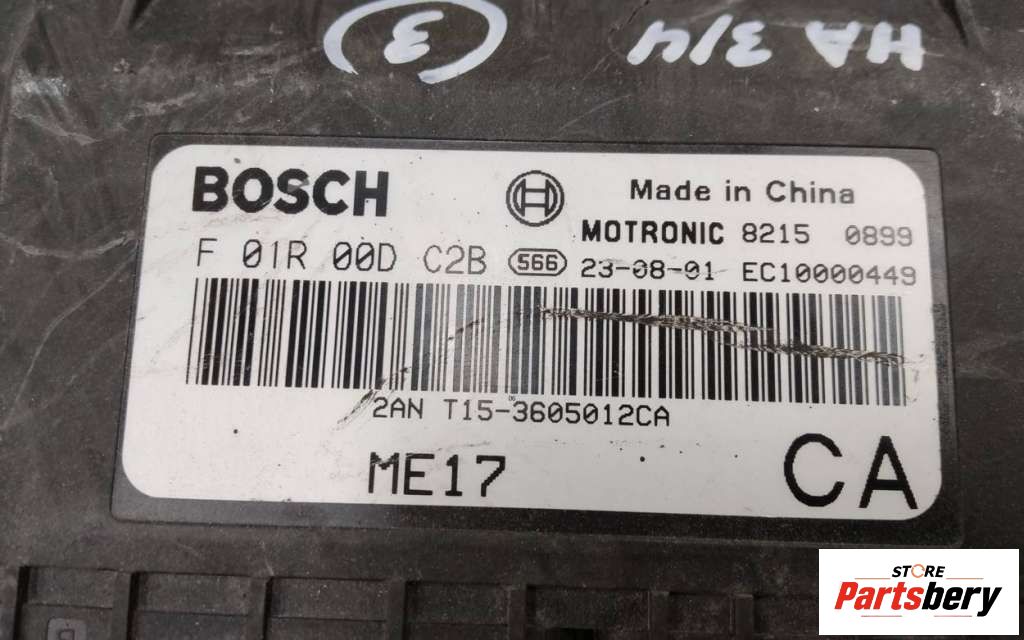 (3)
HA 3/4
BOSCH
Made in China
MOTRONIC 8215 0899
F 01R 00D C2B 566 23-08-01 EC10000449
2AN T15-3605012CA
06
ME17
CA
STORE
Partsbery